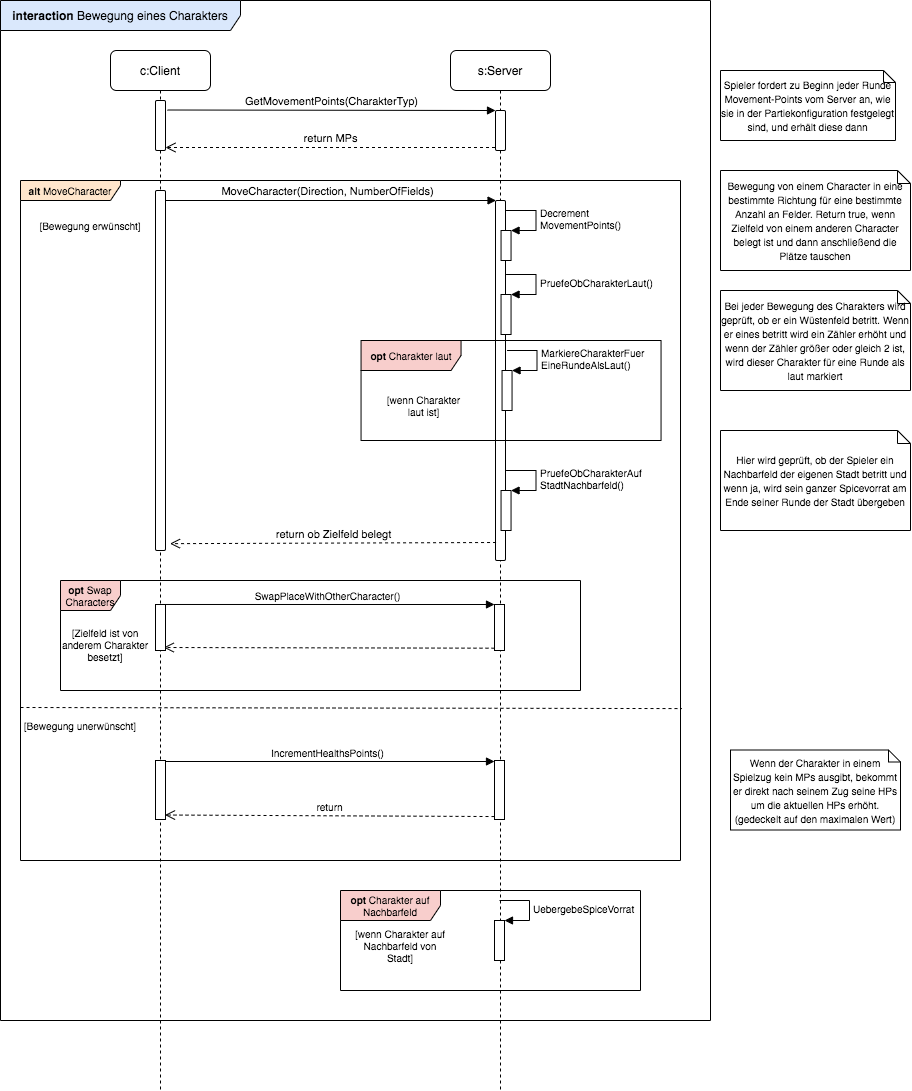 interaction Bewegung eines Charakters
c:Client
s:Server
GetMovementPoints(CharakterTyp)
return MPs
Spieler fordert zu Beginn jeder Runde
Movement-Points vom Server an, wie
sie in der Partiekonfiguration festgelegt
sind, und erhält diese dann
alt MoveCharacter
MoveCharacter(Direction, NumberOfFields)
[Bewegung erwünscht]
Decrement
MovementPoints()
Bewegung von einem Character in eine
bestimmte Richtung für eine bestimmte
Anzahl an Felder. Return true, wenn
Zielfeld von einem anderen Character
belegt ist und dann anschließend die
Plätze tauschen
PruefeObCharakterLaut()
Bei jeder Bewegung des Charakters wird
geprüft, ob er ein Wüstenfeld betritt. Wenn
er eines betritt wird ein Zähler erhöht und
wenn der Zähler größer oder gleich 2 ist,
wird dieser Charakter für eine Runde als
laut markiert
opt Charakter laut
MarkiereCharakterFuer
EineRundeAlsLaut()
[wenn Charakter
laut ist]
PruefeObCharakterAuf
StadtNachbarfeld()
Hier wird geprüft, ob der Spieler ein
Nachbarfeld der eigenen Stadt betritt und
wenn ja, wird sein ganzer Spicevorrat am
Ende seiner Runde der Stadt übergeben
return ob Zielfeld belegt
opt Swap
Characters
SwapPlaceWithOtherCharacter()
[Zielfeld ist von
anderem Charakter
besetzt]
[Bewegung unerwünscht]
IncrementHealthsPoints()
return
Wenn der Charakter in einem
Spielzug kein MPs ausgibt, bekommt
er direkt nach seinem Zug seine HPs
um die aktuellen HPs erhöht.
(gedeckelt auf den maximalen Wert)
opt Charakter auf
Nachbarfeld
UebergebeSpiceVorrat
[wenn Charakter auf
Nachbarfeld von
Stadt]